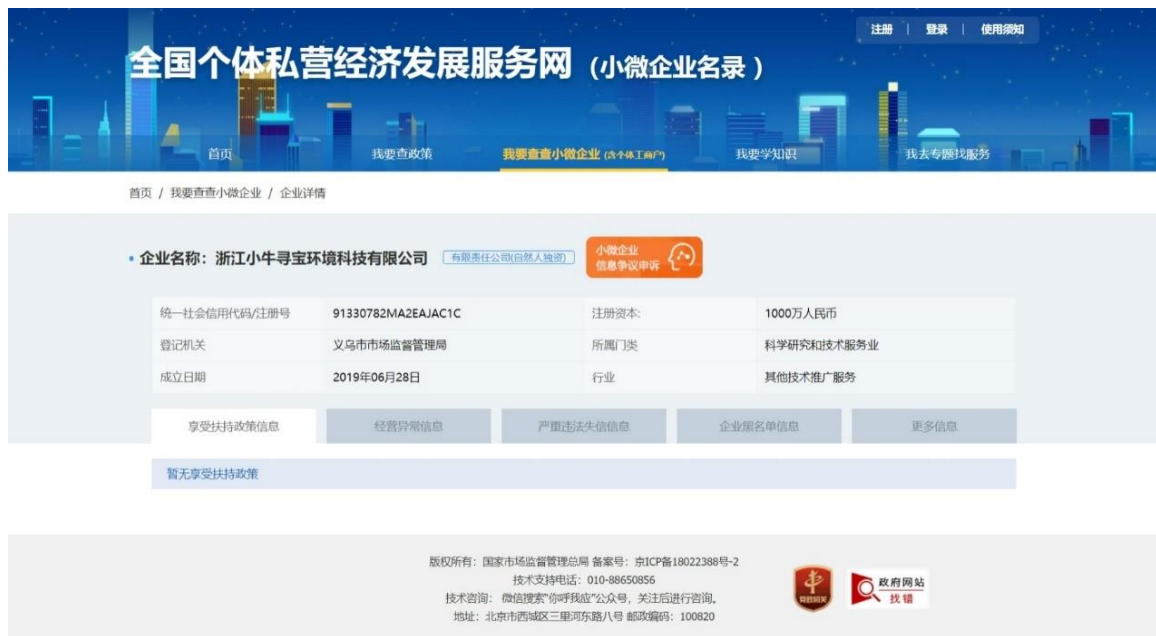 注册 | 登录 | 使用须知
全国个体私营经济发展服务网（小微企业名录）
首页 我要查政策 我要查查小微企业 (含个体工商户) 我要学知识 我去专题找服务
首页 / 我要查查小微企业 / 企业详情
企业名称：浙江小牛寻宝环境科技有限公司 有限责任公司(自然人独资) 小微企业
信息争议申诉
统一社会信用代码/注册号 91330782MA2EAJAC1C 注册资本: 1000万人民币
登记机关 义乌市市场监督管理局 所属门类 科学研究和技术服务业
成立日期 2019年06月28日 行业 其他技术推广服务
享受扶持政策信息 经营异常信息 严重违法失信信息 企业黑名单信息 更多信息
暂无享受扶持政策
版权所有：国家市场监督管理总局 备案号：京ICP备18022388号-2
技术支持电话：010-88650856
技术咨询： 微信搜索"你呼我应"公众号，关注后进行咨询。
地址：北京市西城区三里河东路八号 邮政编码：100820
党政机关
政府网站
找错